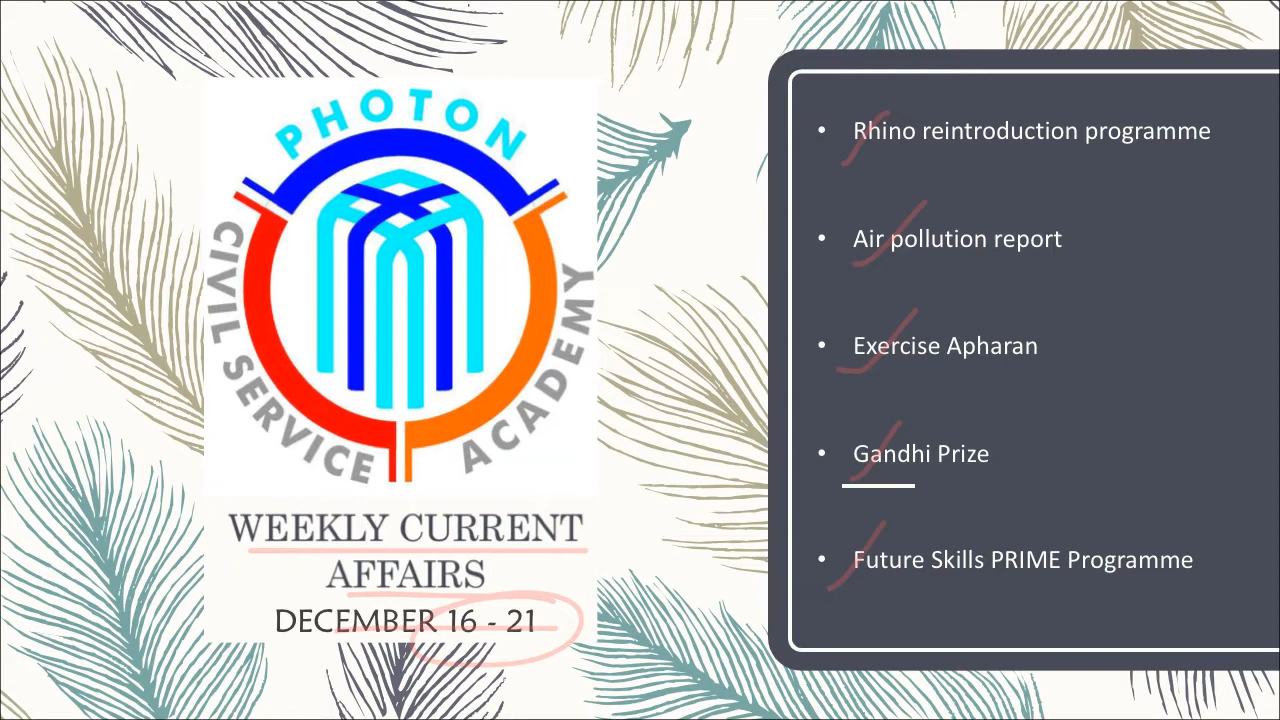 PHOTON
CIVIL SERVICE ACADEMY
WEEKLY CURRENT
AFFAIRS
DECEMBER 16 - 21
• Rhino reintroduction programme
• Air pollution report
• Exercise Apharan
• Gandhi Prize
• Future Skills PRIME Programme